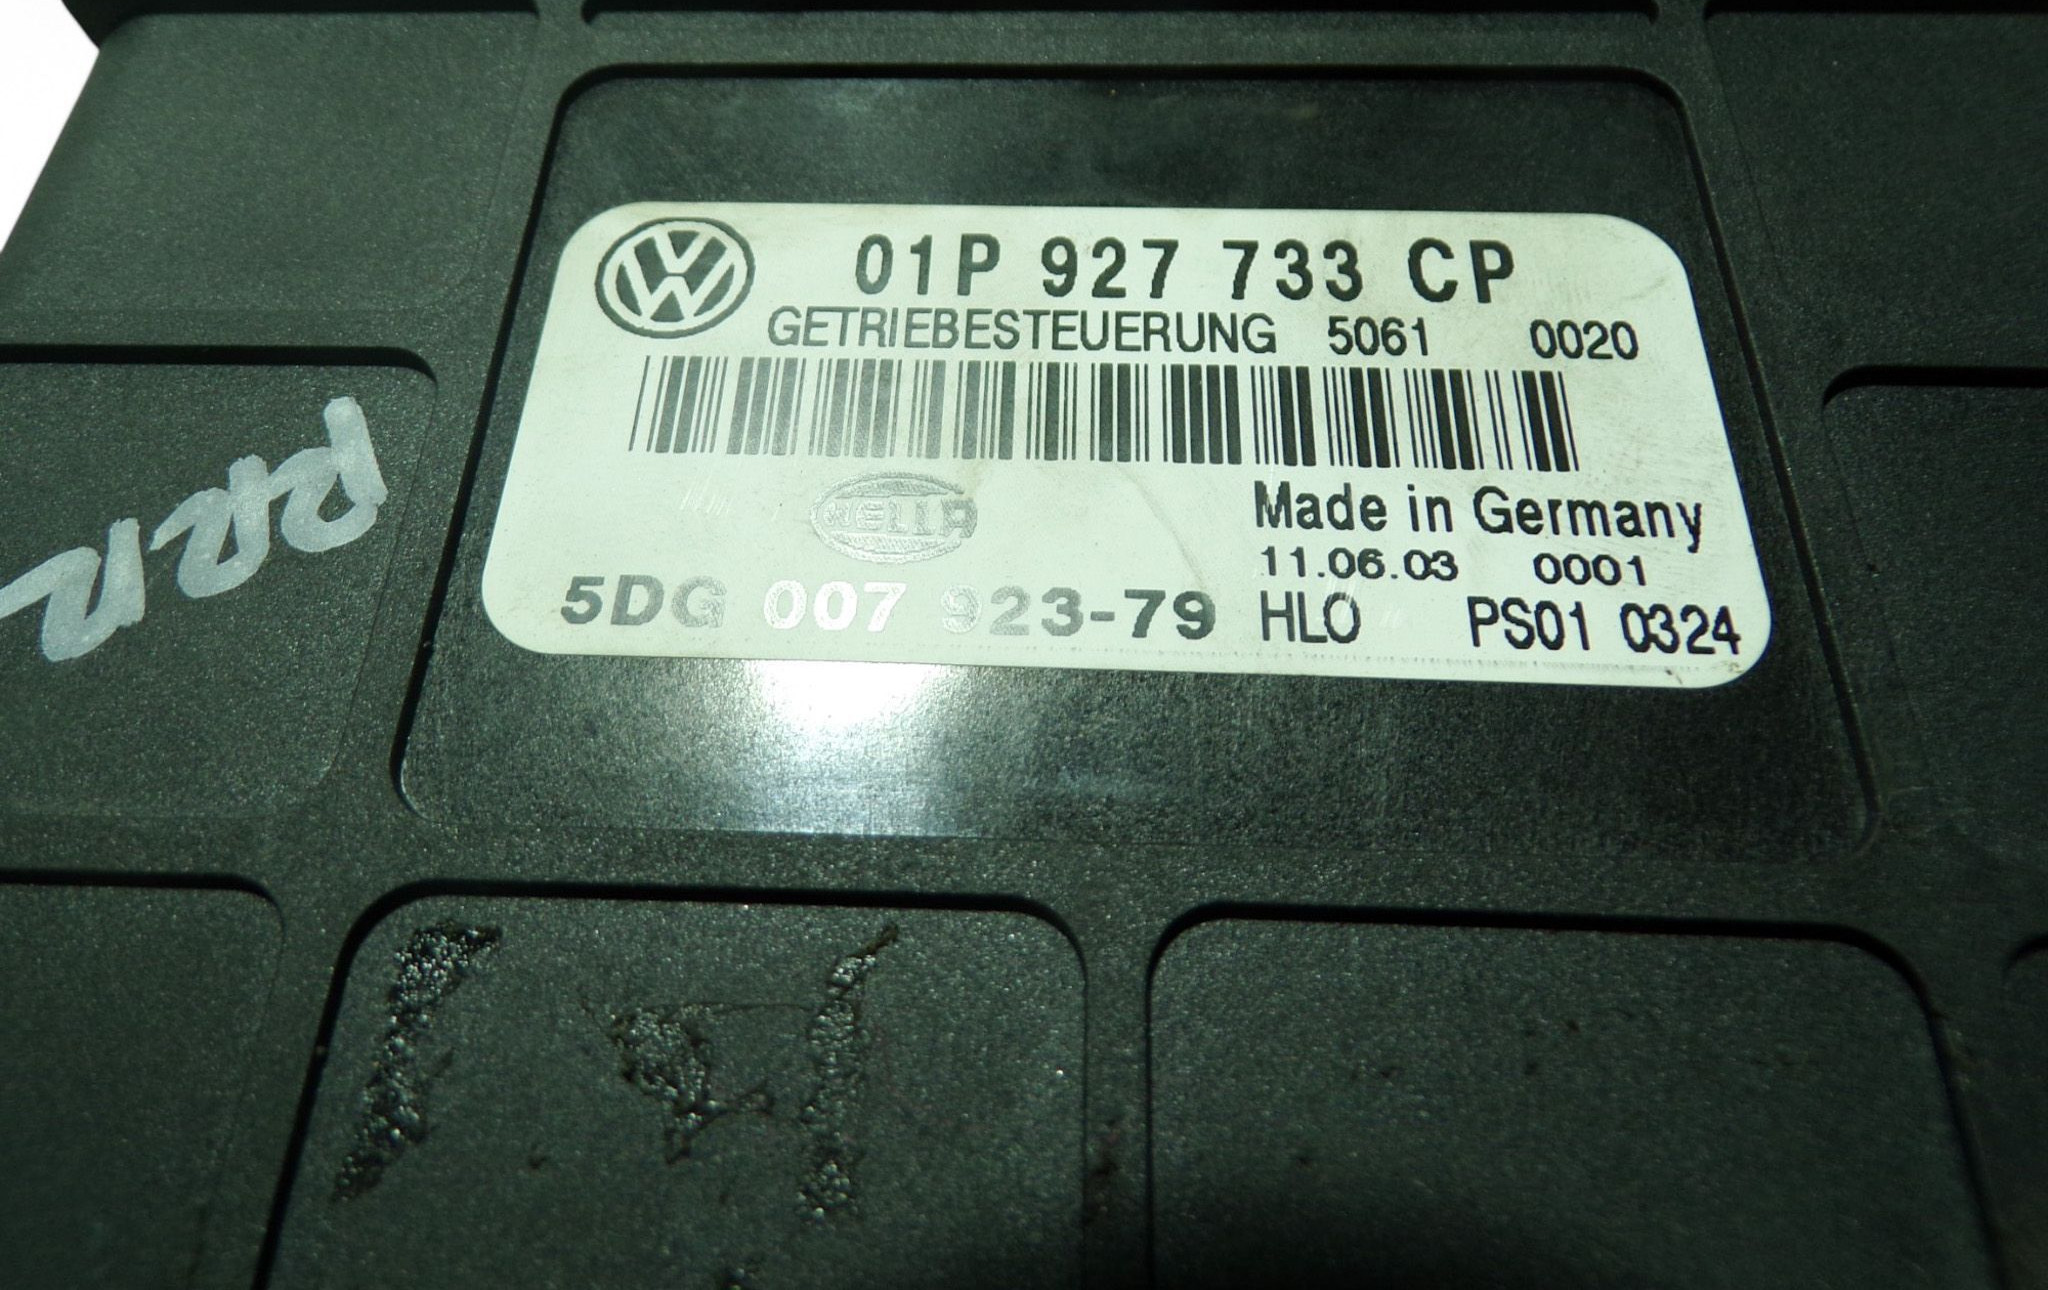 01P 927 733 CP
GETRIEBESTEUERUNG 5061 0020
HELLA
Made in Germany
11.06.03 0001
5DG 007 923-79 HLO PS01 0324